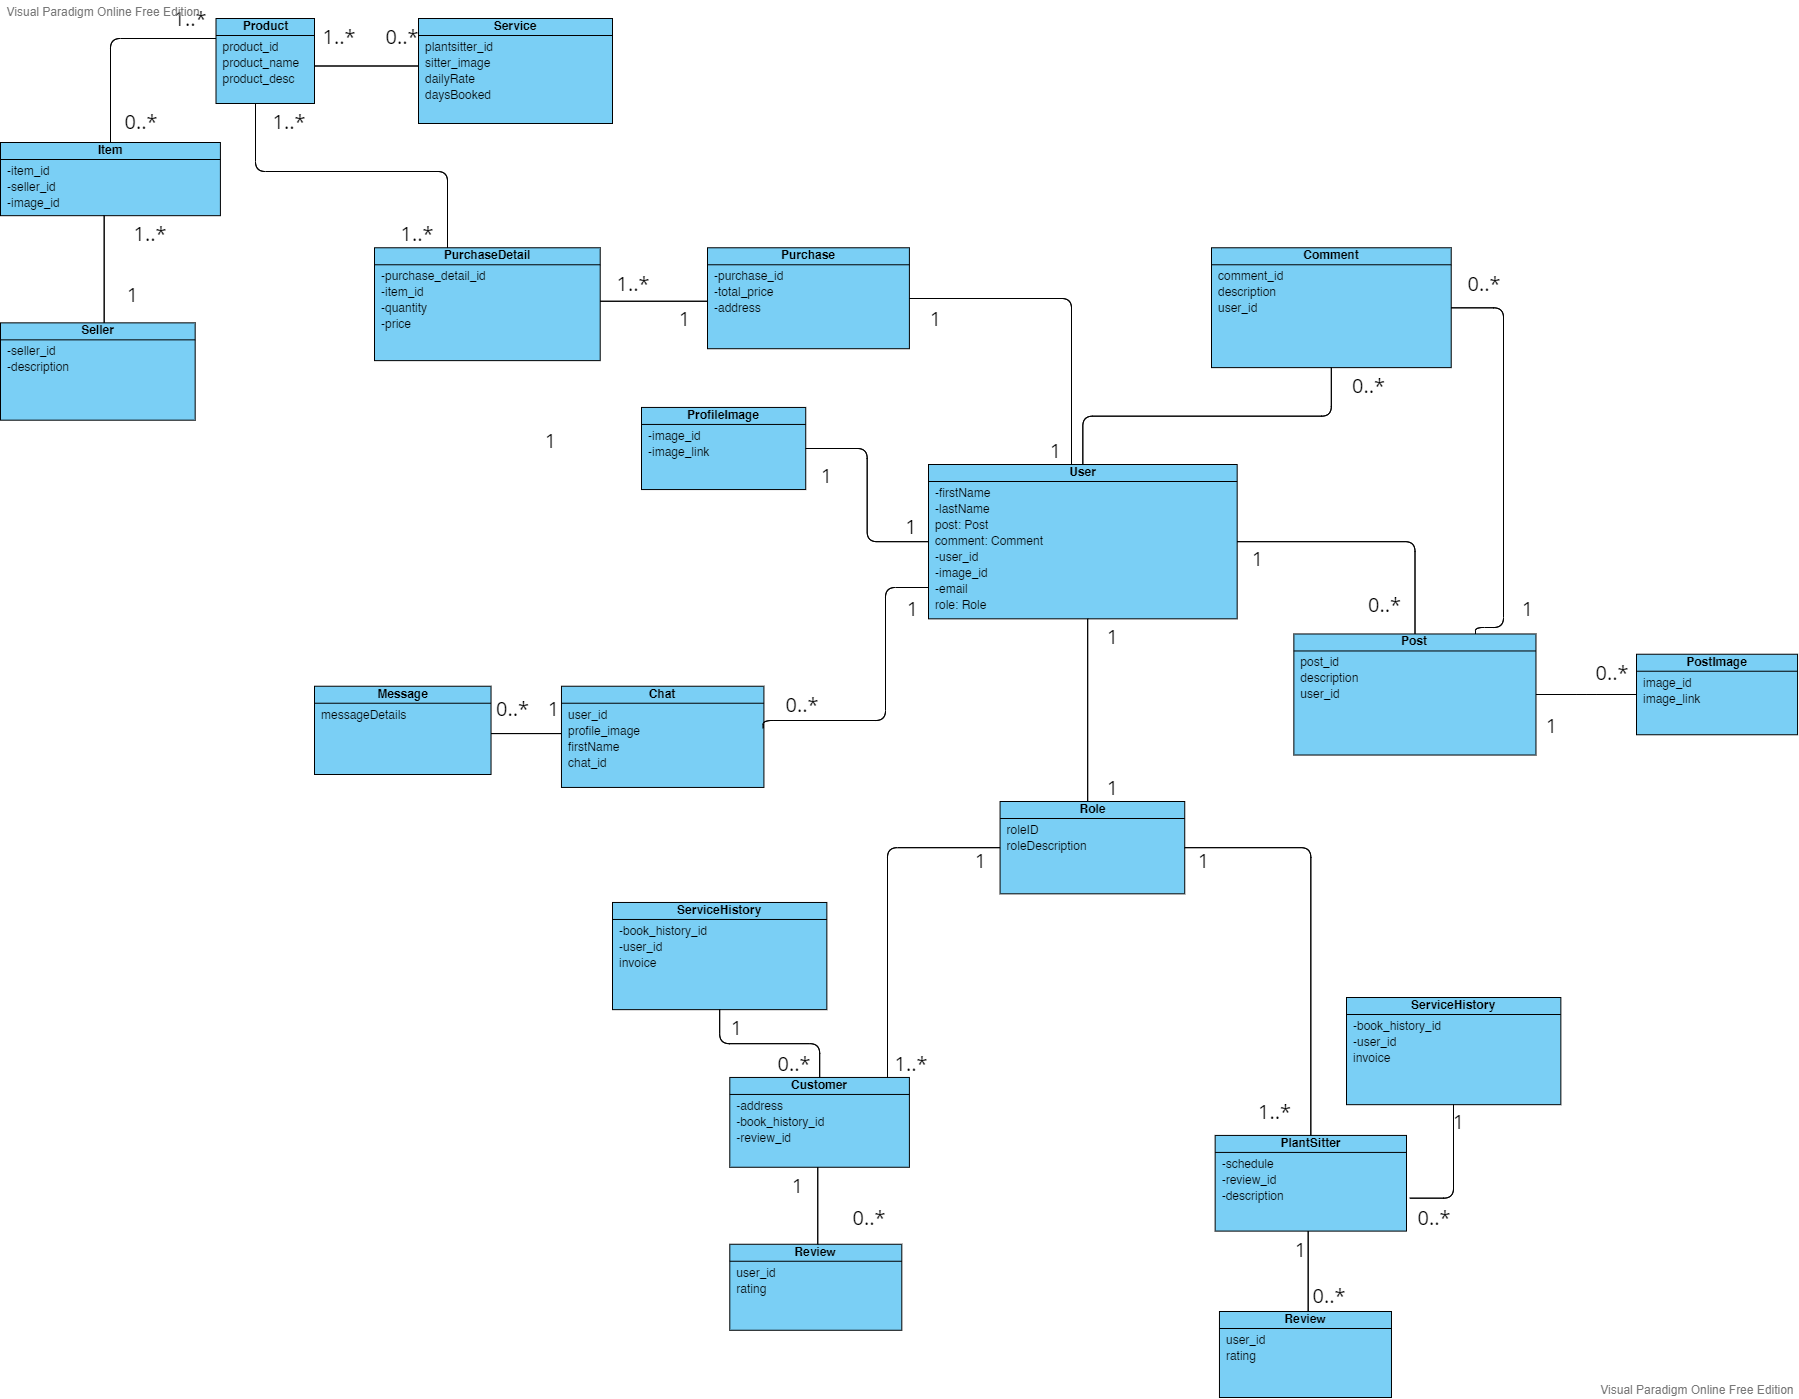 Visual Paradigm Online Free Edition
1..*
Product
product_id
product_name
product_desc
1..*
0..*
Service
plantsitter_id
sitter_image
dailyRate
daysBooked
0..*
1..*
Item
-item_id
-seller_id
-image_id
1..*
1
Seller
-seller_id
-description
1..*
PurchaseDetail
-purchase_detail_id
-item_id
-quantity
-price
1..*
1
Purchase
-purchase_id
-total_price
-address
1
1
Comment
comment_id
description
user_id
0..*
0..*
1
ProfileImage
-image_id
-image_link
1
1
User
-firstName
-lastName
post: Post
comment: Comment
-user_id
-image_id
-email
role: Role
1
0..*
1
1
1
Post
post_id
description
user_id
0..*
1
PostImage
image_id
image_link
Message
messageDetails
0..*
1
Chat
user_id
profile_image
firstName
chat_id
0..*
1
Role
roleID
roleDescription
1
1
ServiceHistory
-book_history_id
-user_id
invoice
1
0..*
1..*
Customer
-address
-book_history_id
-review_id
1
0..*
Review
user_id
rating
ServiceHistory
-book_history_id
-user_id
invoice
1
1..*
PlantSitter
-schedule
-review_id
-description
0..*
1
0..*
Review
user_id
rating
Visual Paradigm Online Free Edition